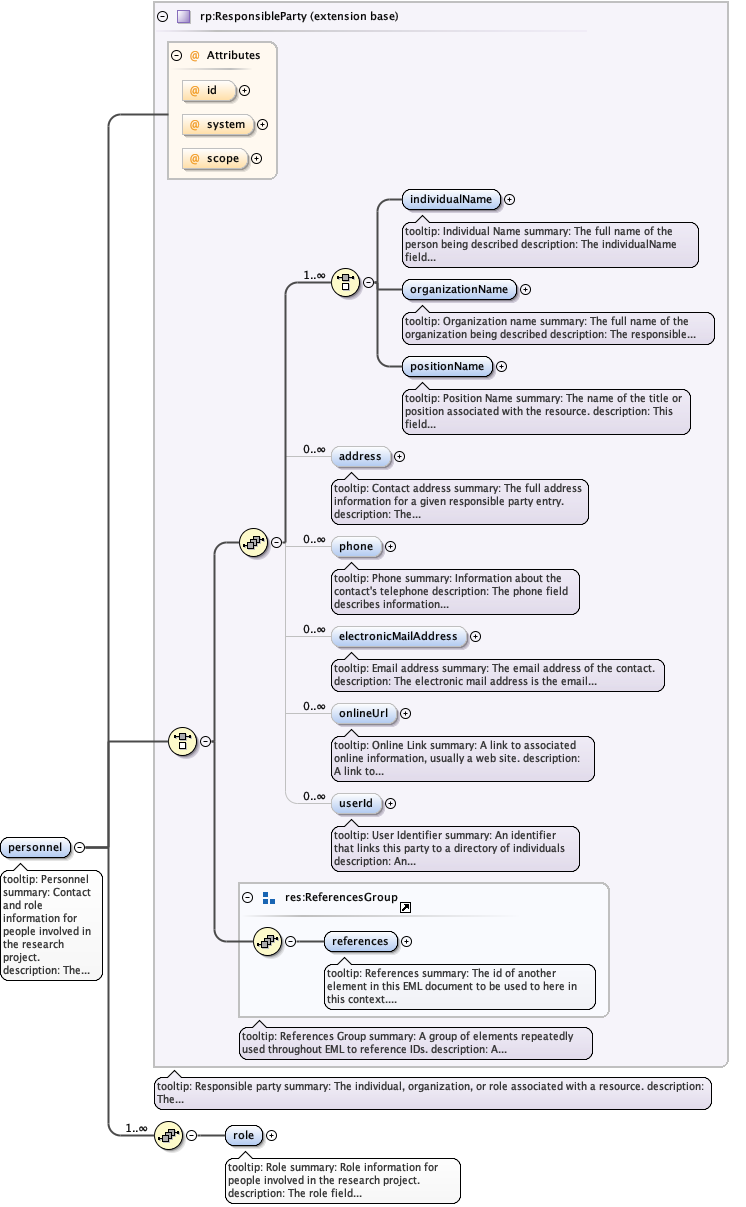 rp:ResponsibleParty (extension base)
@ Attributes
@ id
@ system
@ scope
individualName
tooltip: Individual Name summary: The full name of the
person being described description: The individualName
field...
1..∞
organizationName
tooltip: Organization name summary: The full name of the
organization being described description: The responsible...
positionName
tooltip: Position Name summary: The name of the title or
position associated with the resource. description: This
field...
0..∞
address
tooltip: Contact address summary: The full address
information for a given responsible party entry.
description: The...
0..∞
phone
tooltip: Phone summary: Information about the
contact's telephone description: The phone field
describes information...
0..∞
electronicMailAddress
tooltip: Email address summary: The email address of the contact.
description: The electronic mail address is the email...
0..∞
onlineUrl
tooltip: Online Link summary: A link to associated
online information, usually a web site. description:
A link to...
0..∞
userId
tooltip: User Identifier summary: An identifier
that links this party to a directory of individuals
description: An...
personnel
tooltip: Personnel
summary: Contact
and role
information for
people involved in
the research
project.
description: The...
res:ReferencesGroup
references
tooltip: References summary: The id of another
element in this EML document to be used to here in
this context....
tooltip: References Group summary: A group of elements repeatedly
used throughout EML to reference IDs. description: A...
tooltip: Responsible party summary: The individual, organization, or role associated with a resource. description:
The...
1..∞
role
tooltip: Role summary: Role information for
people involved in the research project.
description: The role field...